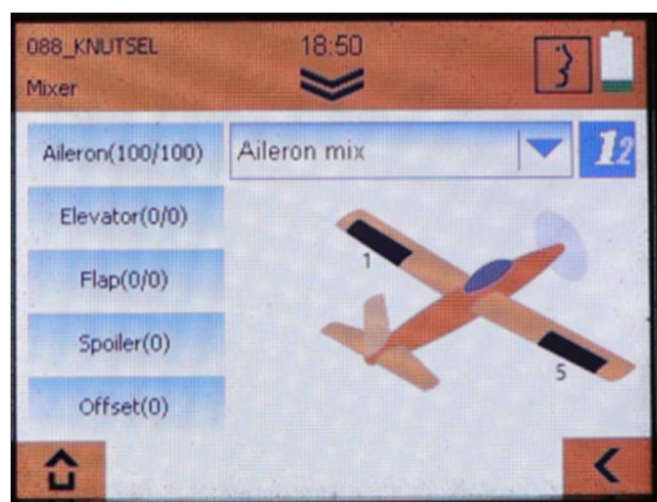 088_KNUTSEL
18:50
Mixer
Aileron(100/100)
Aileron mix
12
Elevator(0/0)
Flap(0/0)
Spoiler(0)
Offset(0)
1
5